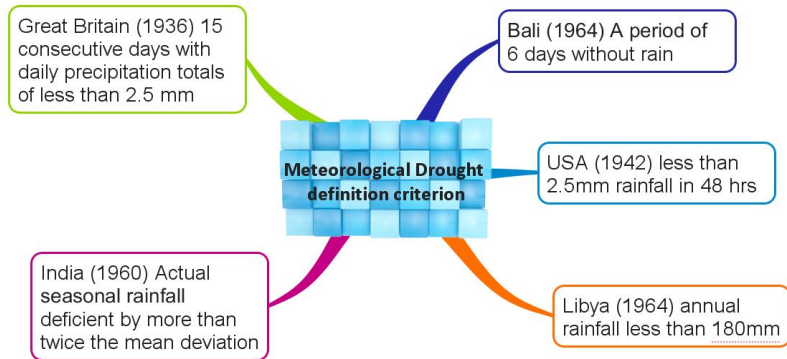 Great Britain (1936) 15
consecutive days with
daily precipitation totals
of less than 2.5 mm
Bali (1964) A period of
6 days without rain
Meteorological Drought
definition criterion
USA (1942) less than
2.5mm rainfall in 48 hrs
India (1960) Actual
seasonal rainfall
deficient by more than
twice the mean deviation
Libya (1964) annual
rainfall less than 180mm